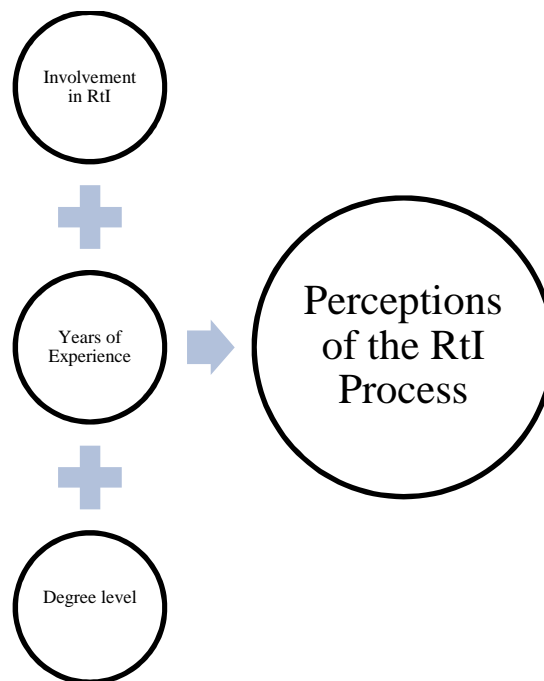 Involvement
in RtI
Years of
Experience
Degree level
Perceptions
of the RtI
Process